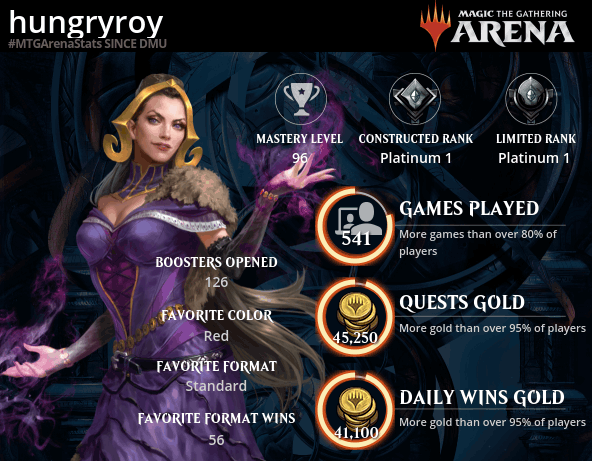 hungryroy
#MTGArenaStats SINCE DMU
MAGIC THE GATHERING
ARENA
MASTERY LEVEL
96
CONSTRUCTED RANK
Platinum 1
LIMITED RANK
Platinum 1
541
GAMES PLAYED
More games than over 80% of
players
BOOSTERS OPENED
126
FAVORITE COLOR
Red
FAVORITE FORMAT
Standard
FAVORITE FORMAT WINS
56
45,250
QUESTS GOLD
More gold than over 95% of players
41,100
DAILY WINS GOLD
More gold than over 95% of players